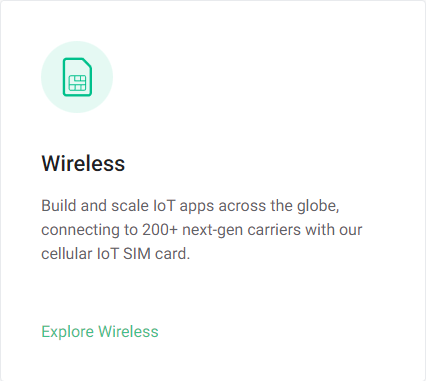 Wireless
Build and scale IoT apps across the globe,
connecting to 200+ next-gen carriers with our
cellular IoT SIM card.
Explore Wireless